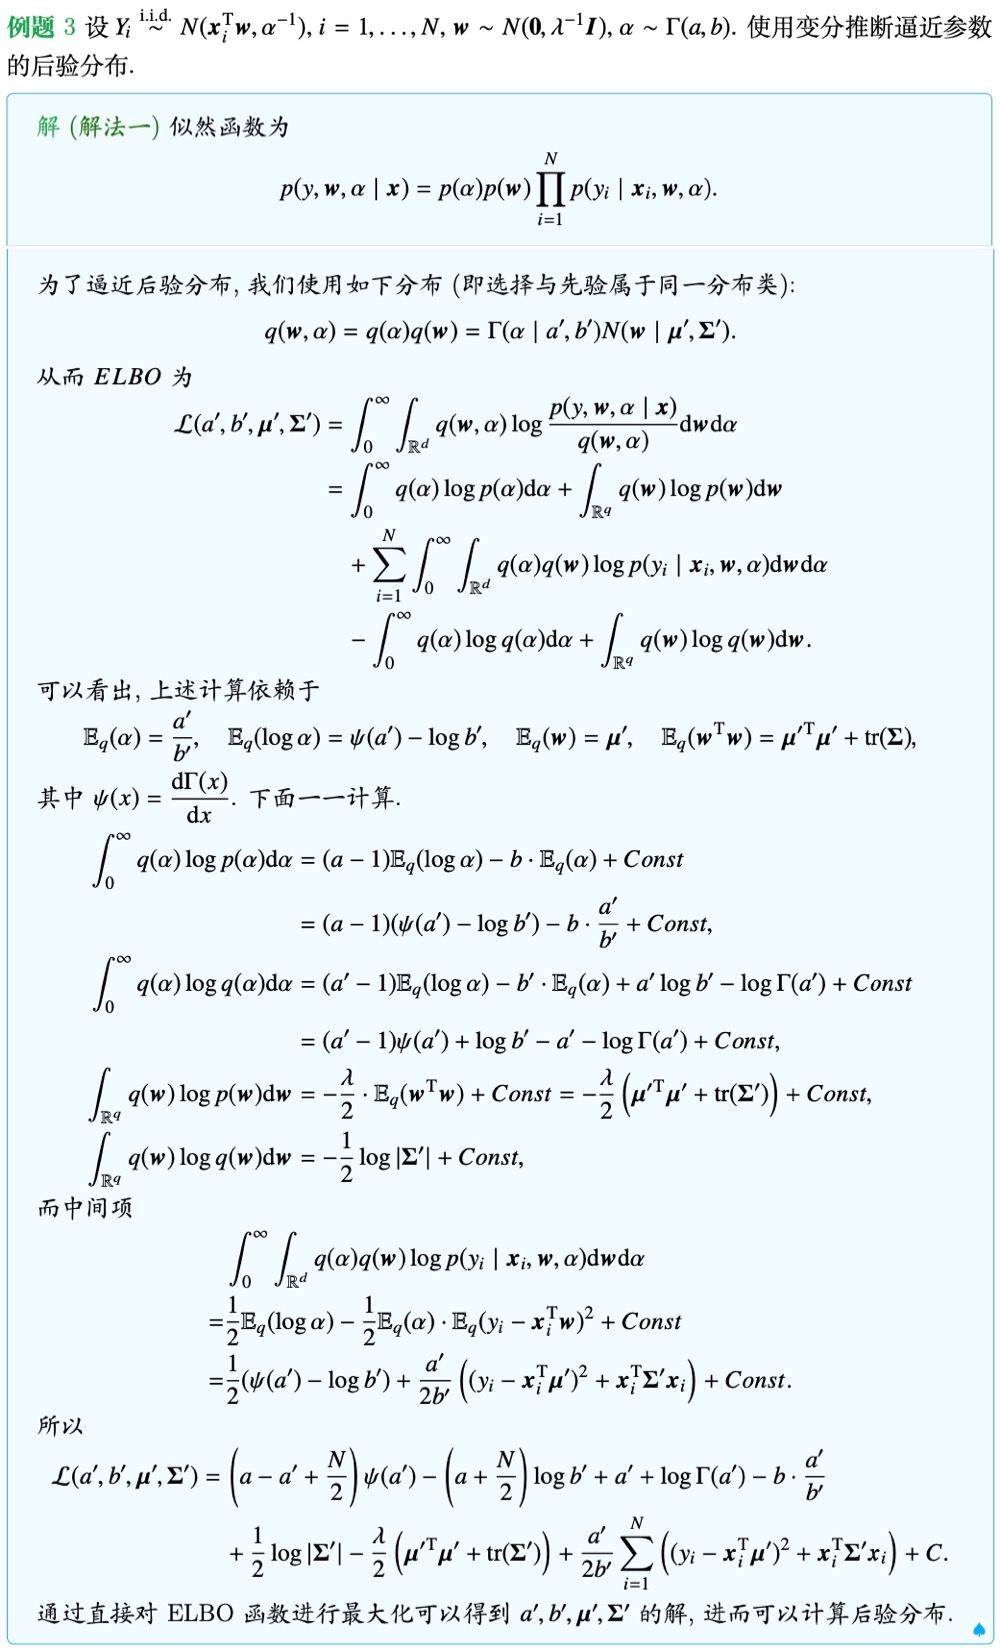 例题 3 设 $Y_i \overset{\text{i.i.d.}}{\sim} N(\boldsymbol{x}_i^{\mathrm{T}}\boldsymbol{w}, \alpha^{-1}), i = 1, \ldots, N, \boldsymbol{w} \sim N(\boldsymbol{0}, \lambda^{-1}\boldsymbol{I}), \alpha \sim \Gamma(a, b)$. 使用变分推断逼近参数
的后验分布.
解 (解法一) 似然函数为
$p(y, \boldsymbol{w}, \alpha \mid \boldsymbol{x}) = p(\alpha)p(\boldsymbol{w}) \prod_{i=1}^{N} p(y_i \mid \boldsymbol{x}_i, \boldsymbol{w}, \alpha).$
为了逼近后验分布, 我们使用如下分布 (即选择与先验属于同一分布类):
$q(\boldsymbol{w}, \alpha) = q(\alpha)q(\boldsymbol{w}) = \Gamma(\alpha \mid a', b')N(\boldsymbol{w} \mid \boldsymbol{\mu}', \boldsymbol{\Sigma}').$
从而 ELBO 为
$\mathcal{L}(a', b', \boldsymbol{\mu}', \boldsymbol{\Sigma}') = \int_0^\infty \int_{\mathbb{R}^d} q(\boldsymbol{w}, \alpha) \log \frac{p(y, \boldsymbol{w}, \alpha \mid \boldsymbol{x})}{q(\boldsymbol{w}, \alpha)} \mathrm{d}\boldsymbol{w}\mathrm{d}\alpha$
$= \int_0^\infty q(\alpha) \log p(\alpha)\mathrm{d}\alpha + \int_{\mathbb{R}^q} q(\boldsymbol{w}) \log p(\boldsymbol{w})\mathrm{d}\boldsymbol{w}$
$+ \sum_{i=1}^{N} \int_0^\infty \int_{\mathbb{R}^d} q(\alpha)q(\boldsymbol{w}) \log p(y_i \mid \boldsymbol{x}_i, \boldsymbol{w}, \alpha)\mathrm{d}\boldsymbol{w}\mathrm{d}\alpha$
$- \int_0^\infty q(\alpha) \log q(\alpha)\mathrm{d}\alpha + \int_{\mathbb{R}^q} q(\boldsymbol{w}) \log q(\boldsymbol{w})\mathrm{d}\boldsymbol{w}.$
可以看出, 上述计算依赖于
$\mathbb{E}_q(\alpha) = \frac{a'}{b'}, \quad \mathbb{E}_q(\log \alpha) = \psi(a') - \log b', \quad \mathbb{E}_q(\boldsymbol{w}) = \boldsymbol{\mu}', \quad \mathbb{E}_q(\boldsymbol{w}^{\mathrm{T}}\boldsymbol{w}) = \boldsymbol{\mu}'^{\mathrm{T}}\boldsymbol{\mu}' + \mathrm{tr}(\boldsymbol{\Sigma}),$
其中 $\psi(x) = \frac{\mathrm{d}\Gamma(x)}{\mathrm{d}x}$. 下面一一计算.
$\int_0^\infty q(\alpha) \log p(\alpha)\mathrm{d}\alpha = (a - 1)\mathbb{E}_q(\log \alpha) - b \cdot \mathbb{E}_q(\alpha) + Const$
$= (a - 1)(\psi(a') - \log b') - b \cdot \frac{a'}{b'} + Const,$
$\int_0^\infty q(\alpha) \log q(\alpha)\mathrm{d}\alpha = (a' - 1)\mathbb{E}_q(\log \alpha) - b' \cdot \mathbb{E}_q(\alpha) + a' \log b' - \log \Gamma(a') + Const$
$= (a' - 1)\psi(a') + \log b' - a' - \log \Gamma(a') + Const,$
$\int_{\mathbb{R}^q} q(\boldsymbol{w}) \log p(\boldsymbol{w})\mathrm{d}\boldsymbol{w} = -\frac{\lambda}{2} \cdot \mathbb{E}_q(\boldsymbol{w}^{\mathrm{T}}\boldsymbol{w}) + Const = -\frac{\lambda}{2} \left( \boldsymbol{\mu}'^{\mathrm{T}}\boldsymbol{\mu}' + \mathrm{tr}(\boldsymbol{\Sigma}') \right) + Const,$
$\int_{\mathbb{R}^q} q(\boldsymbol{w}) \log q(\boldsymbol{w})\mathrm{d}\boldsymbol{w} = -\frac{1}{2} \log |\boldsymbol{\Sigma}'| + Const,$
而中间项
$\int_0^\infty \int_{\mathbb{R}^d} q(\alpha)q(\boldsymbol{w}) \log p(y_i \mid \boldsymbol{x}_i, \boldsymbol{w}, \alpha)\mathrm{d}\boldsymbol{w}\mathrm{d}\alpha$
$= \frac{1}{2}\mathbb{E}_q(\log \alpha) - \frac{1}{2}\mathbb{E}_q(\alpha) \cdot \mathbb{E}_q(y_i - \boldsymbol{x}_i^{\mathrm{T}}\boldsymbol{w})^2 + Const$
$= \frac{1}{2}(\psi(a') - \log b') + \frac{a'}{2b'} \left( (y_i - \boldsymbol{x}_i^{\mathrm{T}}\boldsymbol{\mu}')^2 + \boldsymbol{x}_i^{\mathrm{T}}\boldsymbol{\Sigma}'\boldsymbol{x}_i \right) + Const.$
所以
$\mathcal{L}(a', b', \boldsymbol{\mu}', \boldsymbol{\Sigma}') = \left( a - a' + \frac{N}{2} \right) \psi(a') - \left( a + \frac{N}{2} \right) \log b' + a' + \log \Gamma(a') - b \cdot \frac{a'}{b'}$
$+ \frac{1}{2} \log |\boldsymbol{\Sigma}'| - \frac{\lambda}{2} \left( \boldsymbol{\mu}'^{\mathrm{T}}\boldsymbol{\mu}' + \mathrm{tr}(\boldsymbol{\Sigma}') \right) + \frac{a'}{2b'} \sum_{i=1}^{N} \left( (y_i - \boldsymbol{x}_i^{\mathrm{T}}\boldsymbol{\mu}')^2 + \boldsymbol{x}_i^{\mathrm{T}}\boldsymbol{\Sigma}'\boldsymbol{x}_i \right) + C.$
通过直接对 ELBO 函数进行最大化可以得到 $a', b', \boldsymbol{\mu}', \boldsymbol{\Sigma}'$ 的解, 进而可以计算后验分布.